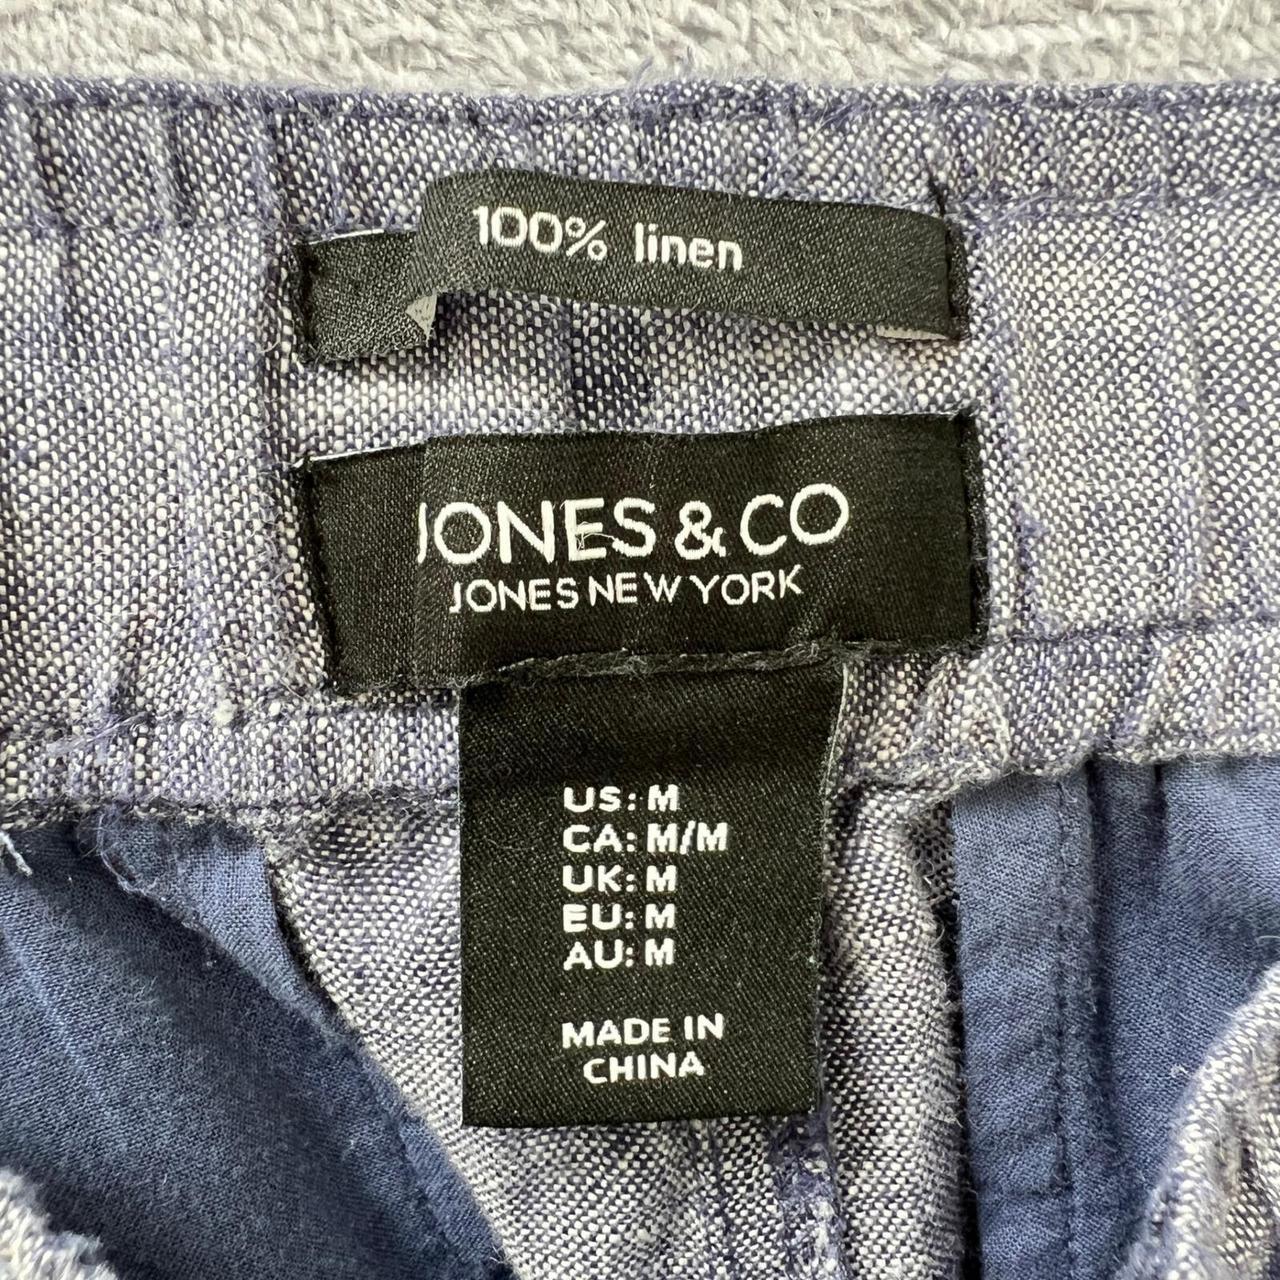 100% linen
JONES & CO
JONES NEW YORK
US: M
CA: M/M
UK: M
EU: M
AU: M
MADE IN
CHINA